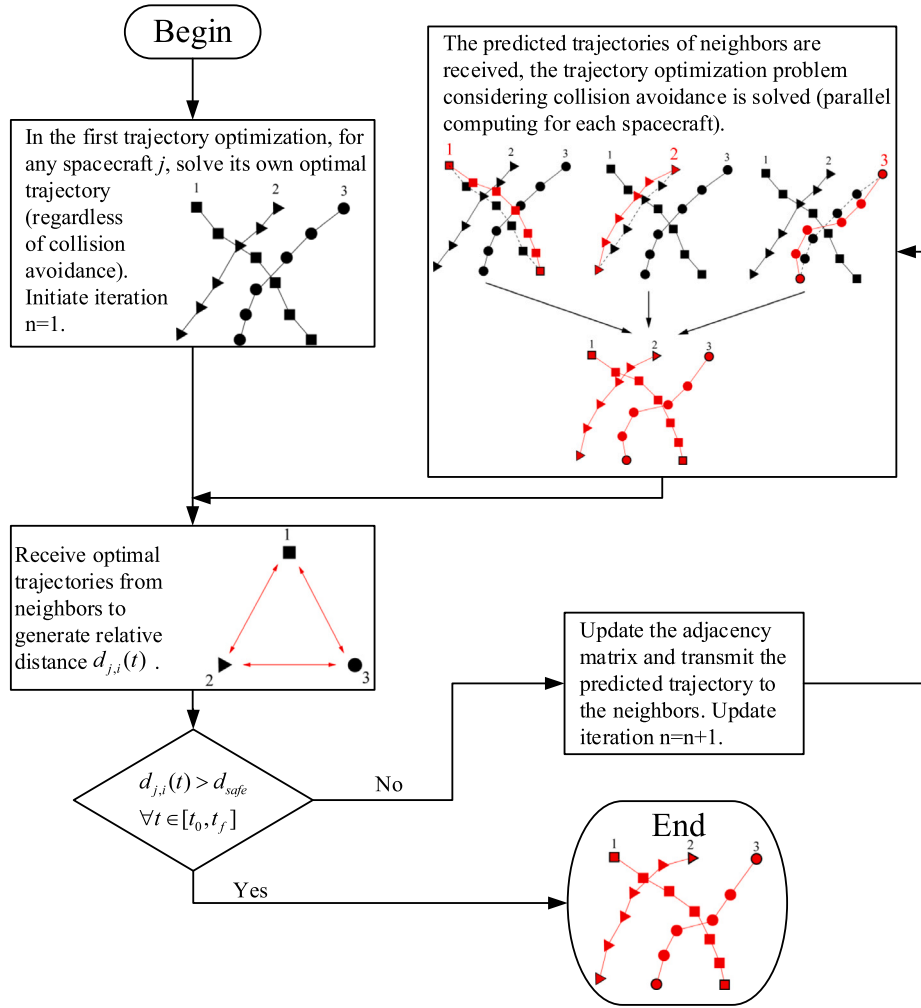 Begin
In the first trajectory optimization, for
any spacecraft j, solve its own optimal
trajectory
(regardless
of collision
avoidance).
Initiate iteration
n=1.
1 2 3
The predicted trajectories of neighbors are
received, the trajectory optimization problem
considering collision avoidance is solved (parallel
computing for each spacecraft).
1 2 3
1 2 3
1 2 3
1 2 3
Receive optimal
trajectories from
neighbors to
generate relative
distance d_{j,i}(t) .
1
2
3
d_{j,i}(t) > d_{safe}
∀t∈[t_0,t_f]
No
Yes
Update the adjacency
matrix and transmit the
predicted trajectory to
the neighbors. Update
iteration n=n+1.
End
1 2 3